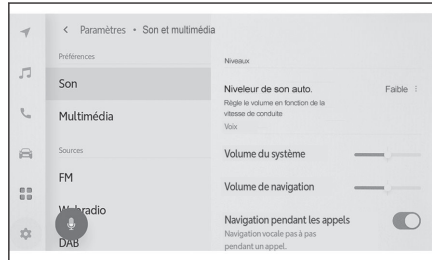 Paramètres • Son et multimédia
Préférences
Son
Multimédia
Sources
FM
Webradio
DAB
Niveaux
Niveleur de son auto.
Faible
Règle le volume en fonction de la
vitesse de conduite
Voix
Volume du système
Volume de navigation
Navigation pendant les appels
Navigation vocale pas à pas
pendant un appel.